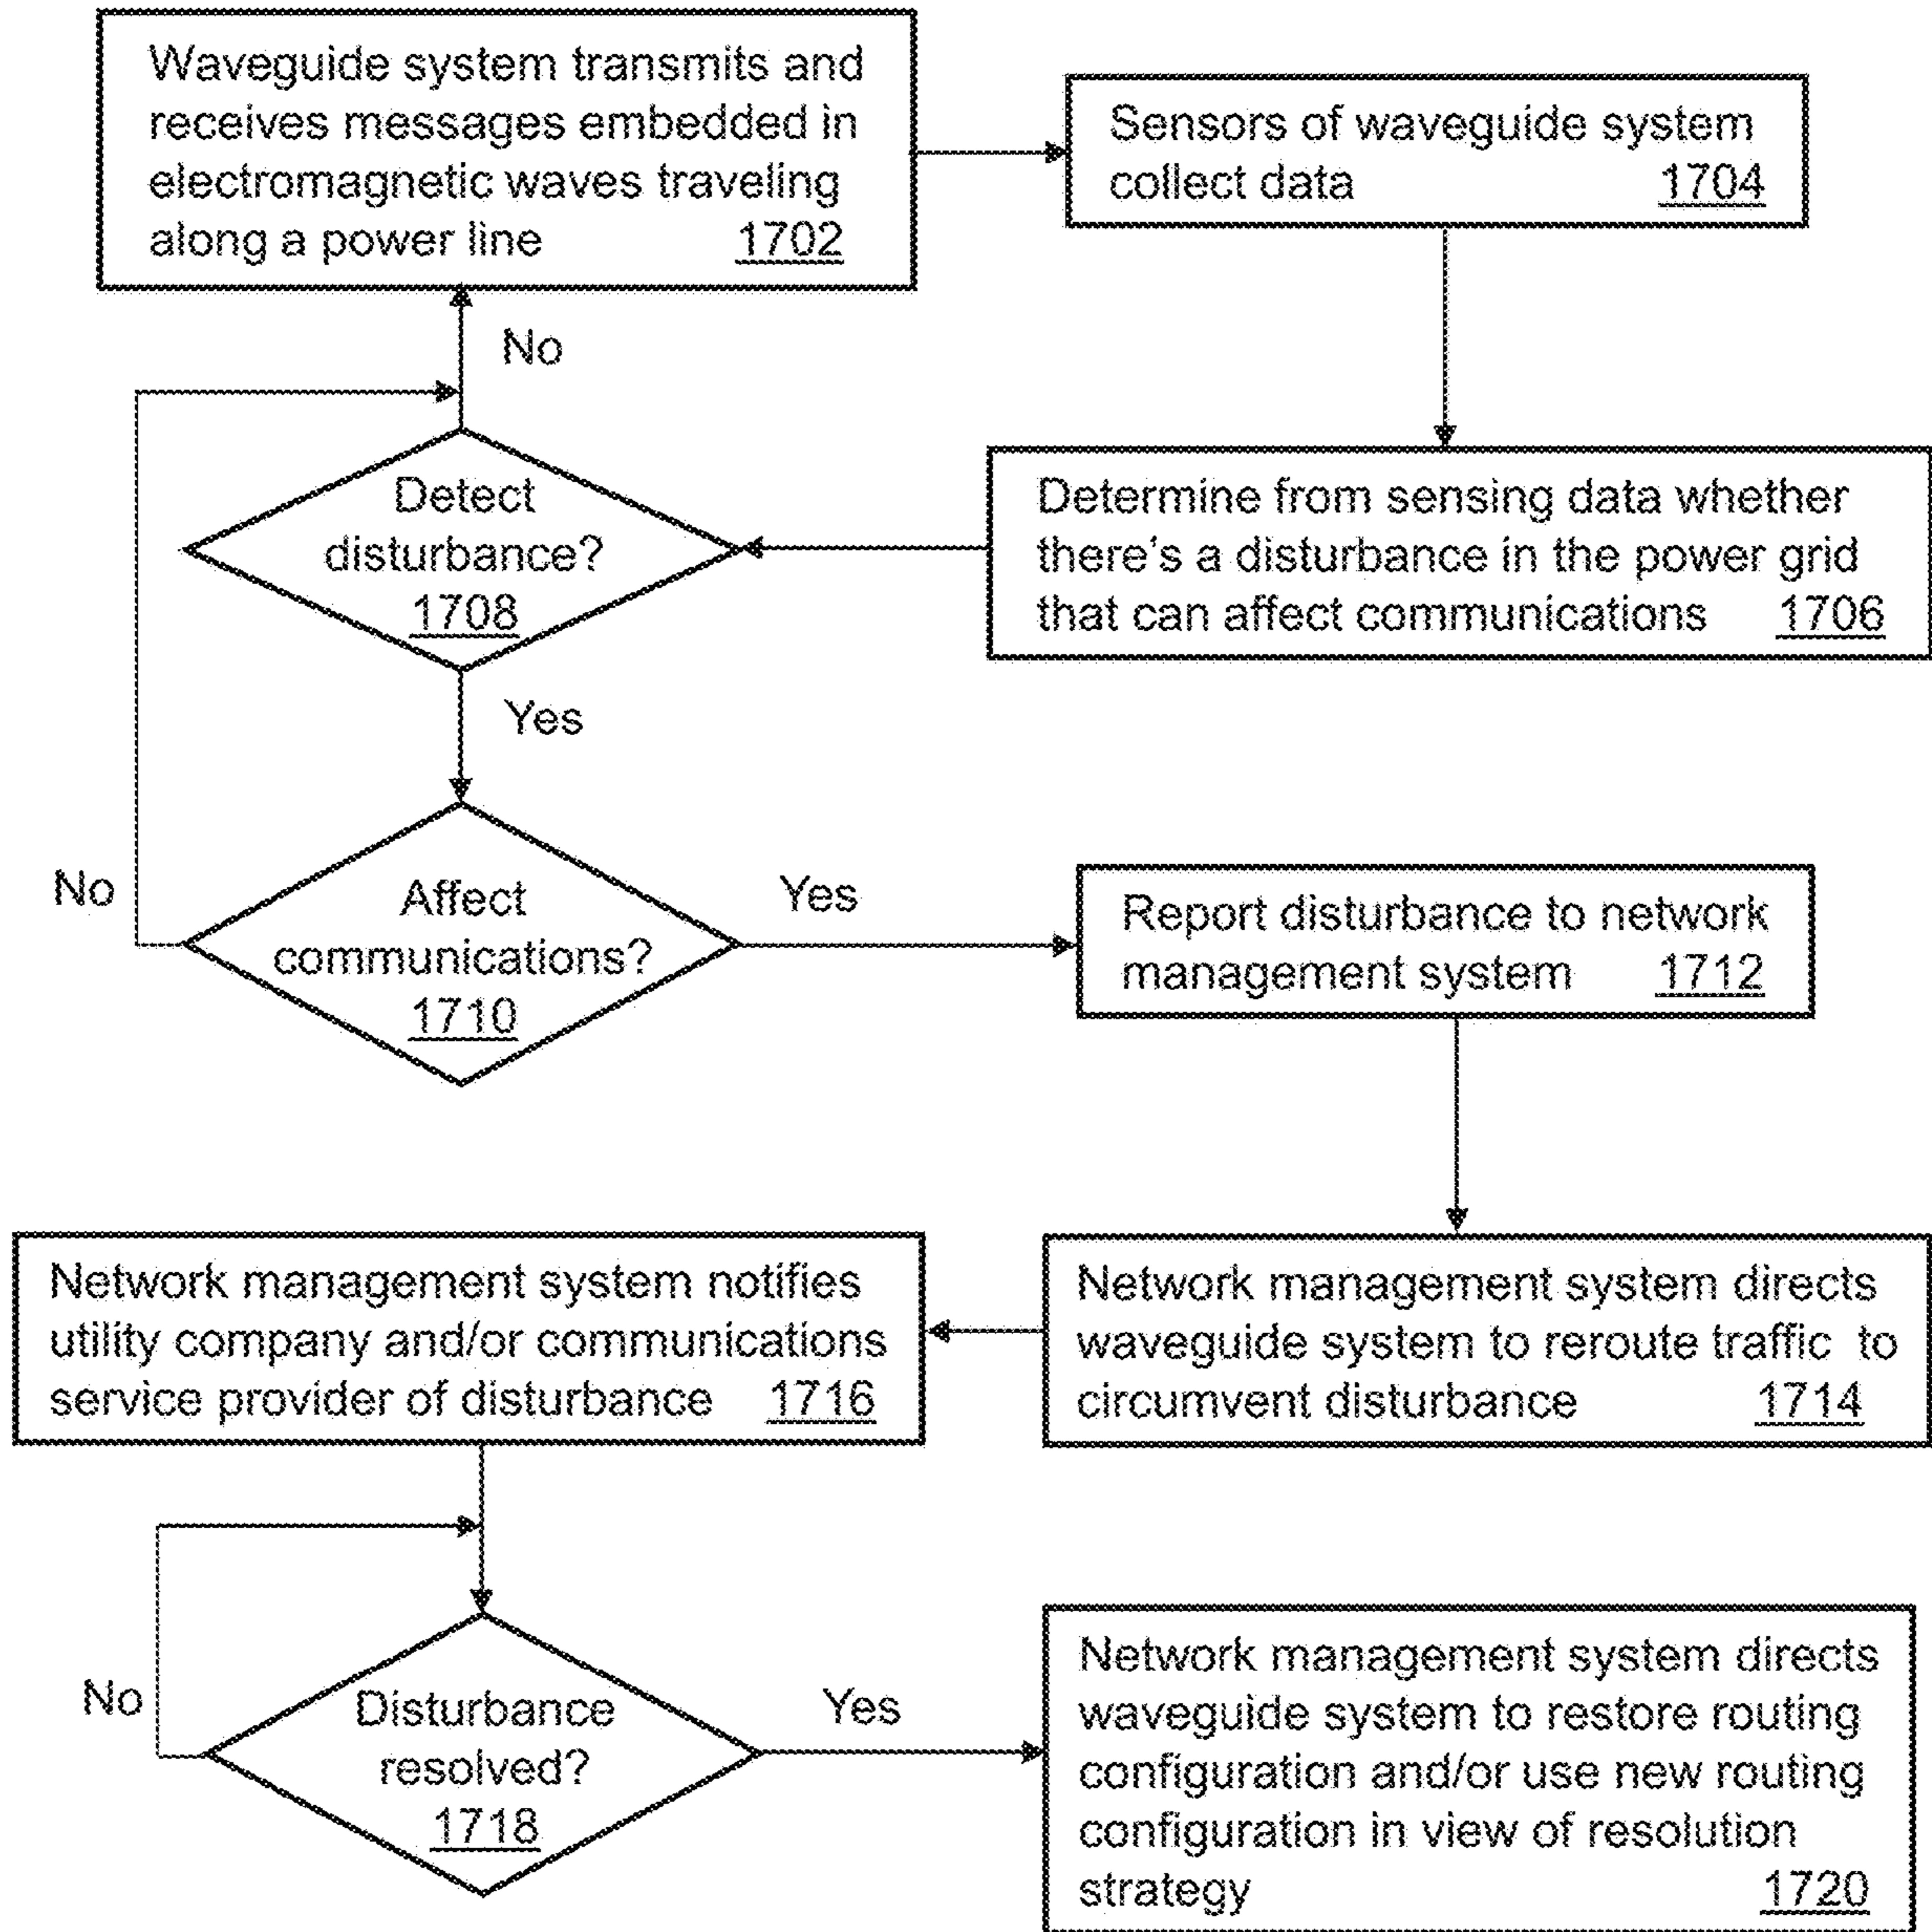 Waveguide system transmits and
receives messages embedded in
electromagnetic waves traveling
along a power line 1702
Sensors of waveguide system
collect data 1704
No
Detect
disturbance?
1708
Determine from sensing data whether
there's a disturbance in the power grid
that can affect communications 1706
Yes
No
Affect
communications?
1710
Yes
Report disturbance to network
management system 1712
Network management system notifies
utility company and/or communications
service provider of disturbance 1716
Network management system directs
waveguide system to reroute traffic to
circumvent disturbance 1714
No
Disturbance
resolved?
1718
Yes
Network management system directs
waveguide system to restore routing
configuration and/or use new routing
configuration in view of resolution
strategy 1720